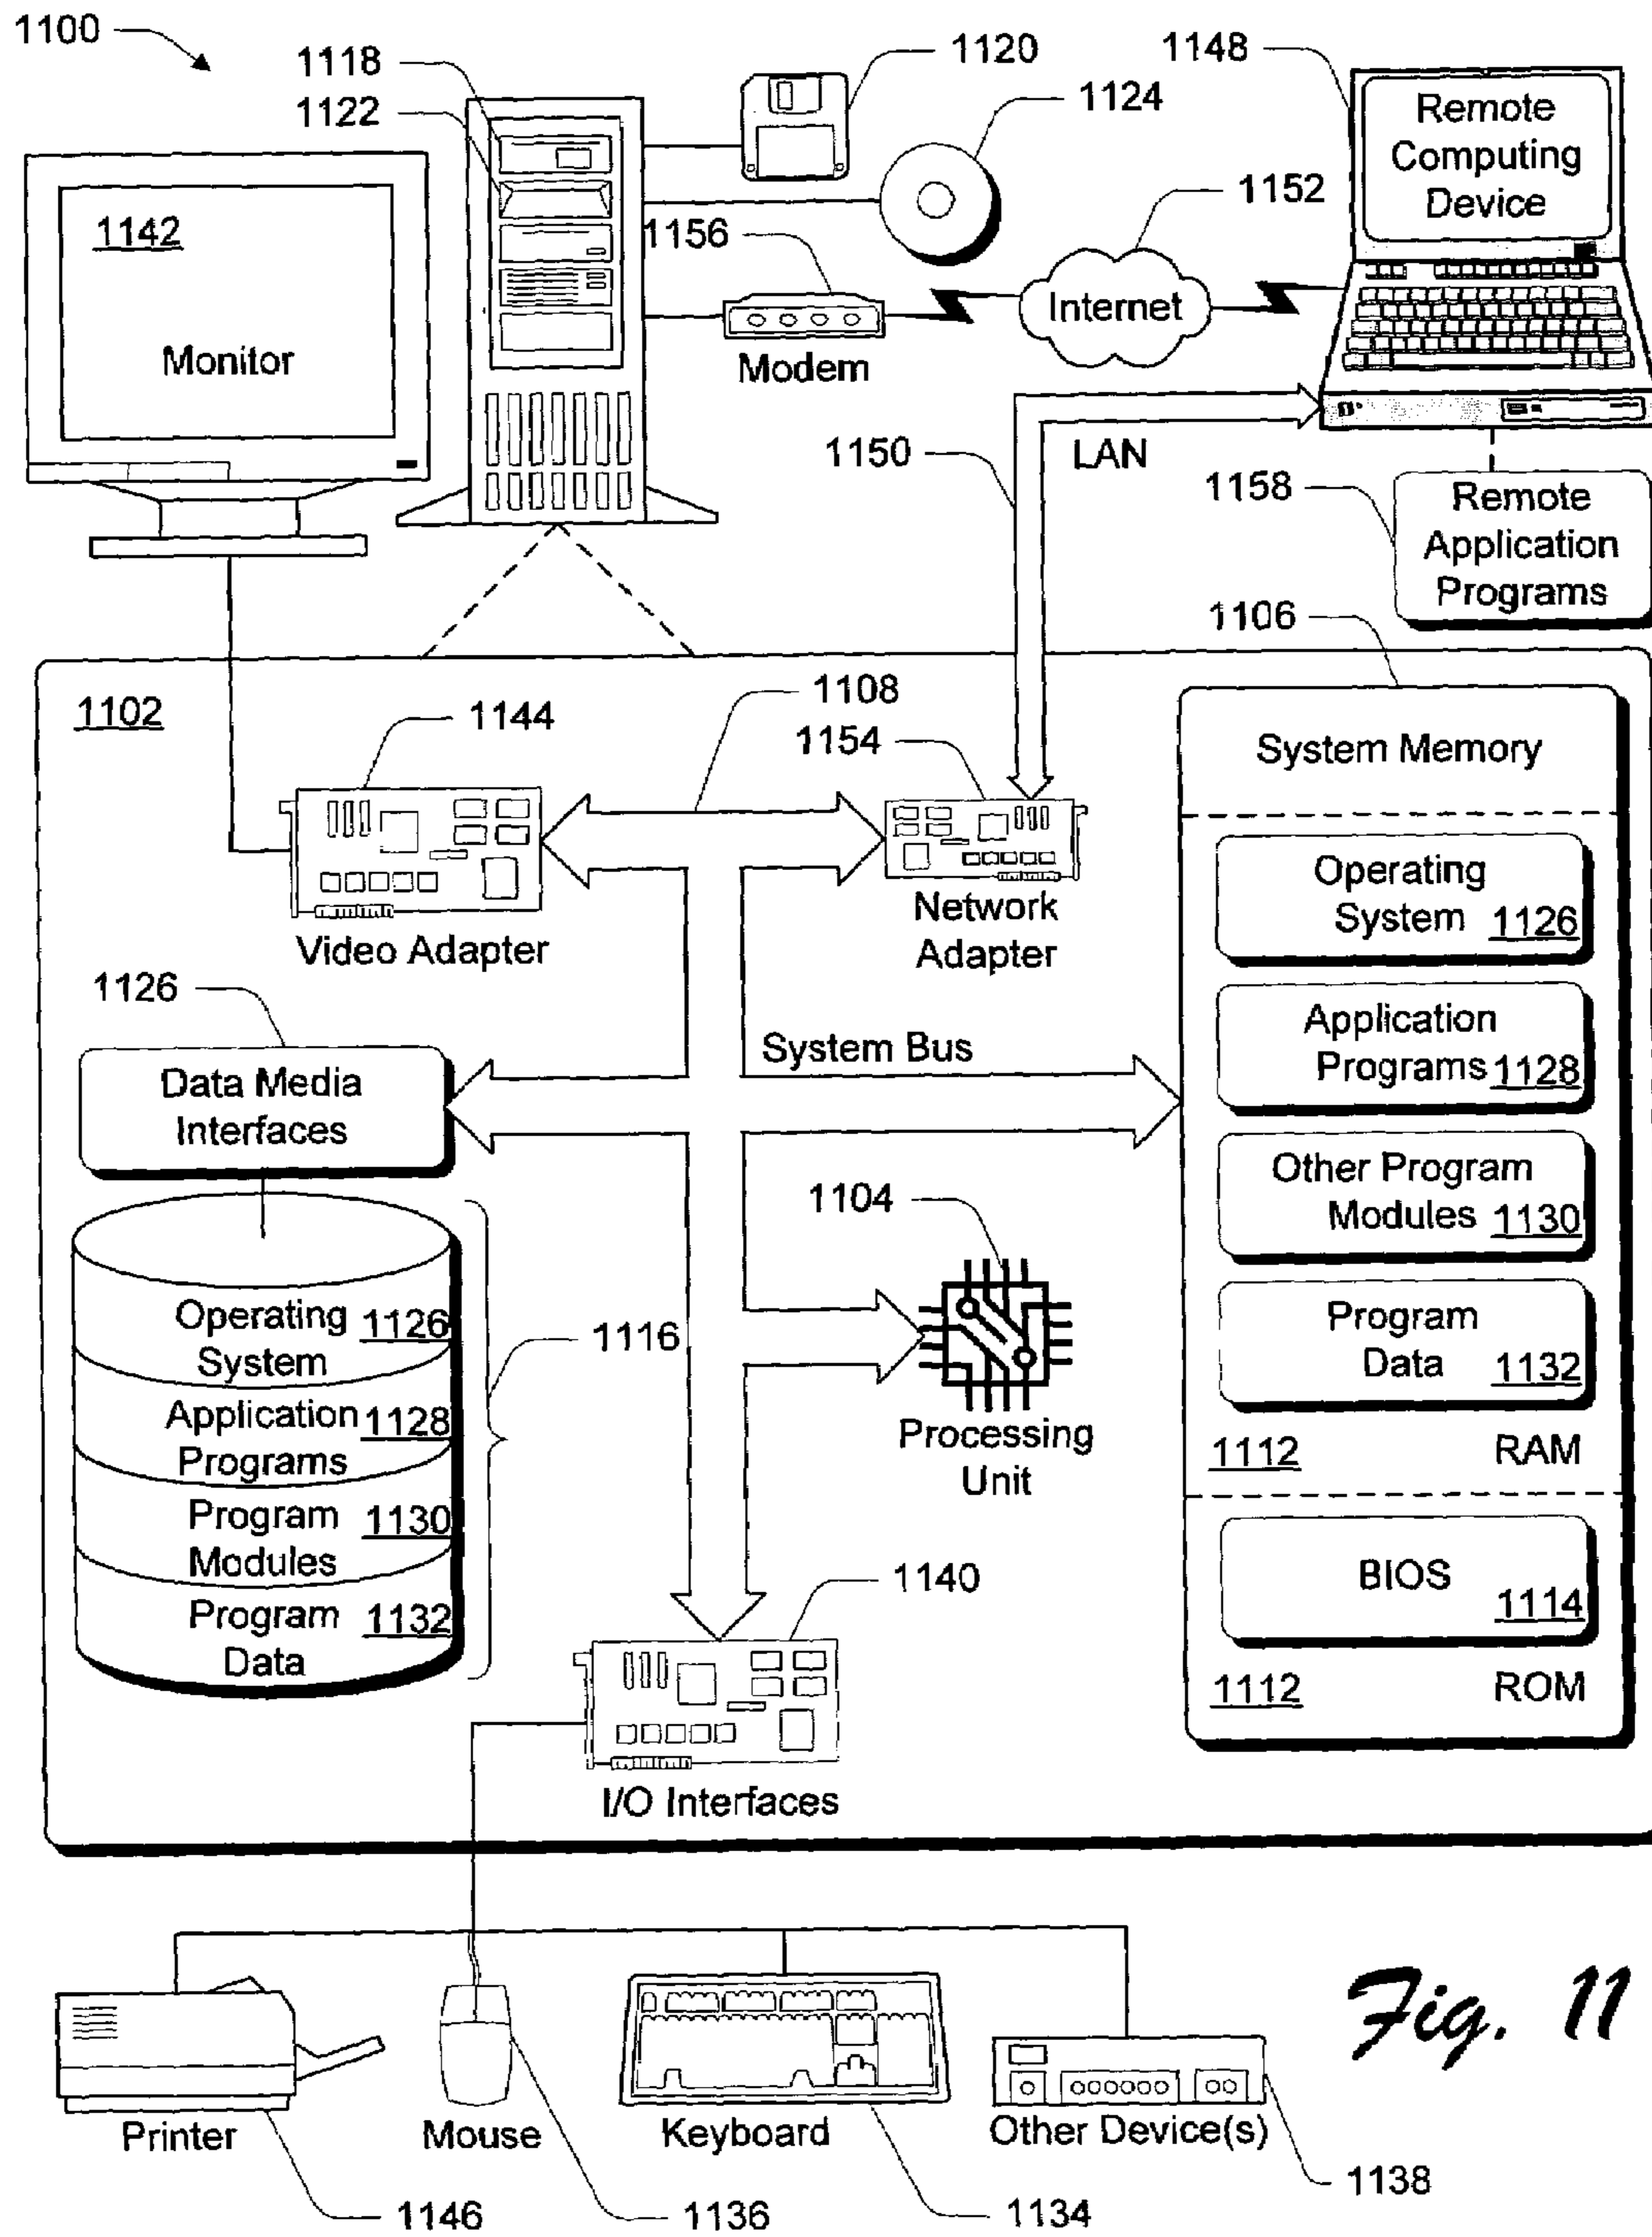 1100
1118
1122
1120
1124
1148
Remote
Computing
Device
1142
Monitor
1156
Modem
1152
Internet
1150
LAN
1158
Remote
Application
Programs
1106
1102
1144
1108
1154
Video Adapter
Network
Adapter
System Memory
Operating
System 1126
Application
Programs 1128
Other Program
Modules 1130
Program
Data 1132
1112 RAM
BIOS
1114
1112 ROM
1126
Data Media
Interfaces
System Bus
1104
Processing
Unit
Operating 1126
System
Application 1128
Programs
Program 1130
Modules
Program 1132
Data
1116
1140
I/O Interfaces
Printer
Mouse
Keyboard
Other Device(s)
1146
1136
1134
1138
Fig. 11